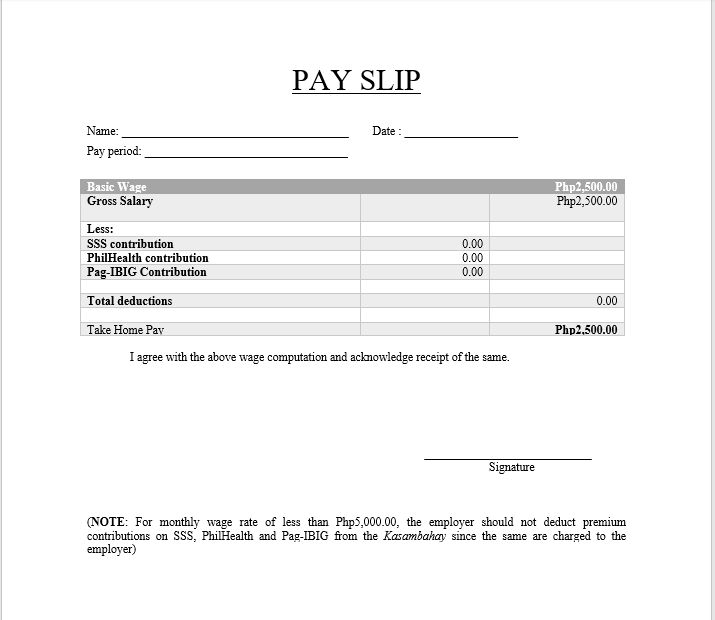 PAY SLIP
Name: ______________________ Date : ___________
Pay period: ____________________
Basic Wage Php2,500.00
Gross Salary Php2,500.00
Less:
SSS contribution 0.00
PhilHealth contribution 0.00
Pag-IBIG Contribution 0.00
Total deductions 0.00
Take Home Pay Php2,500.00
I agree with the above wage computation and acknowledge receipt of the same.
Signature
(NOTE: For monthly wage rate of less than Php5,000.00, the employer should not deduct premium
contributions on SSS, PhilHealth and Pag-IBIG from the Kasambahay since the same are charged to the
employer)